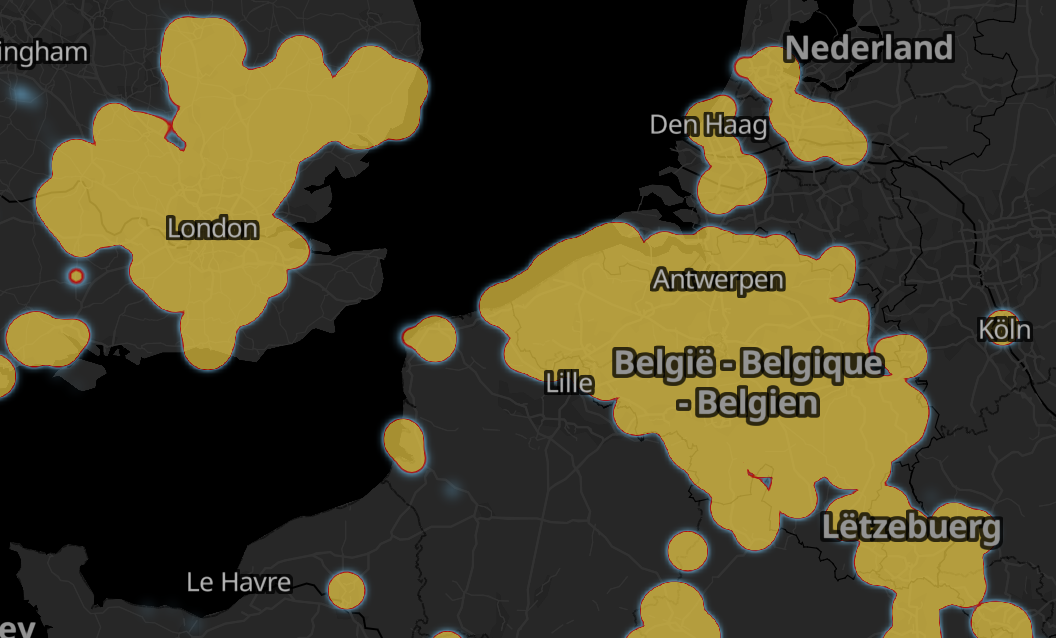 ingham
Nederland
Den Haag
London
Antwerpen
Köln
België - Belgique
- Belgien
Lille
Lëtzebuerg
Le Havre
ey